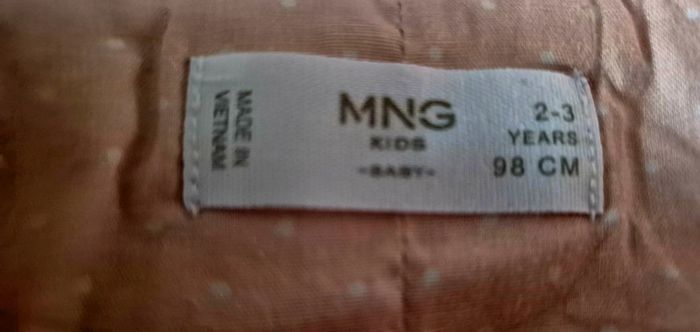 MADE IN
VIETNAM
MNG
KIDS
-BABY-
2-3
YEARS
98 CM